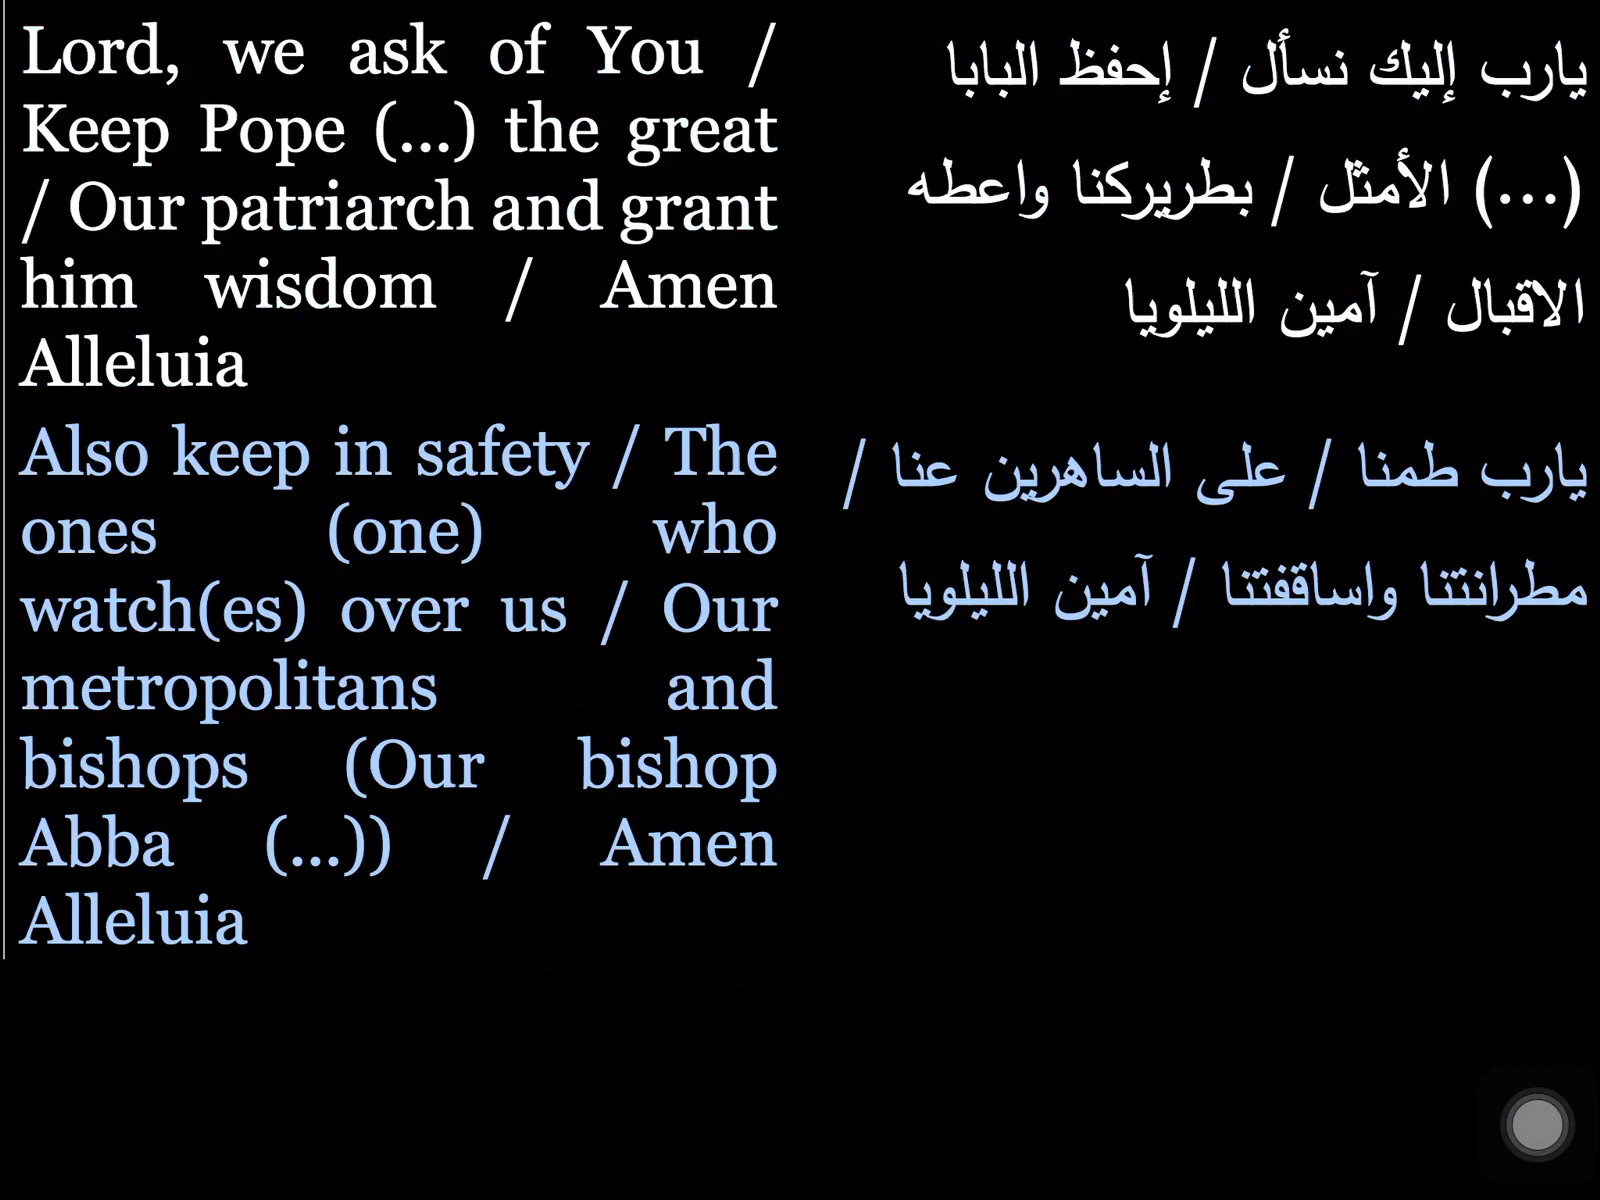 Lord, we ask of You /
Keep Pope (...) the great
/ Our patriarch and grant
him wisdom / Amen
Alleluia
Also keep in safety / The
ones (one) who
watch(es) over us / Our
metropolitans and
bishops (Our bishop
Abba (...)) / Amen
Alleluia
يارب إليك نسأل / إحفظ البابا
(...) الأمثل / بطريركنا واعطه
الاقبال / آمين الليلويا
يارب طمنا / على الساهرين عنا /
مطرانتنا واساقفتنا / آمين الليلويا